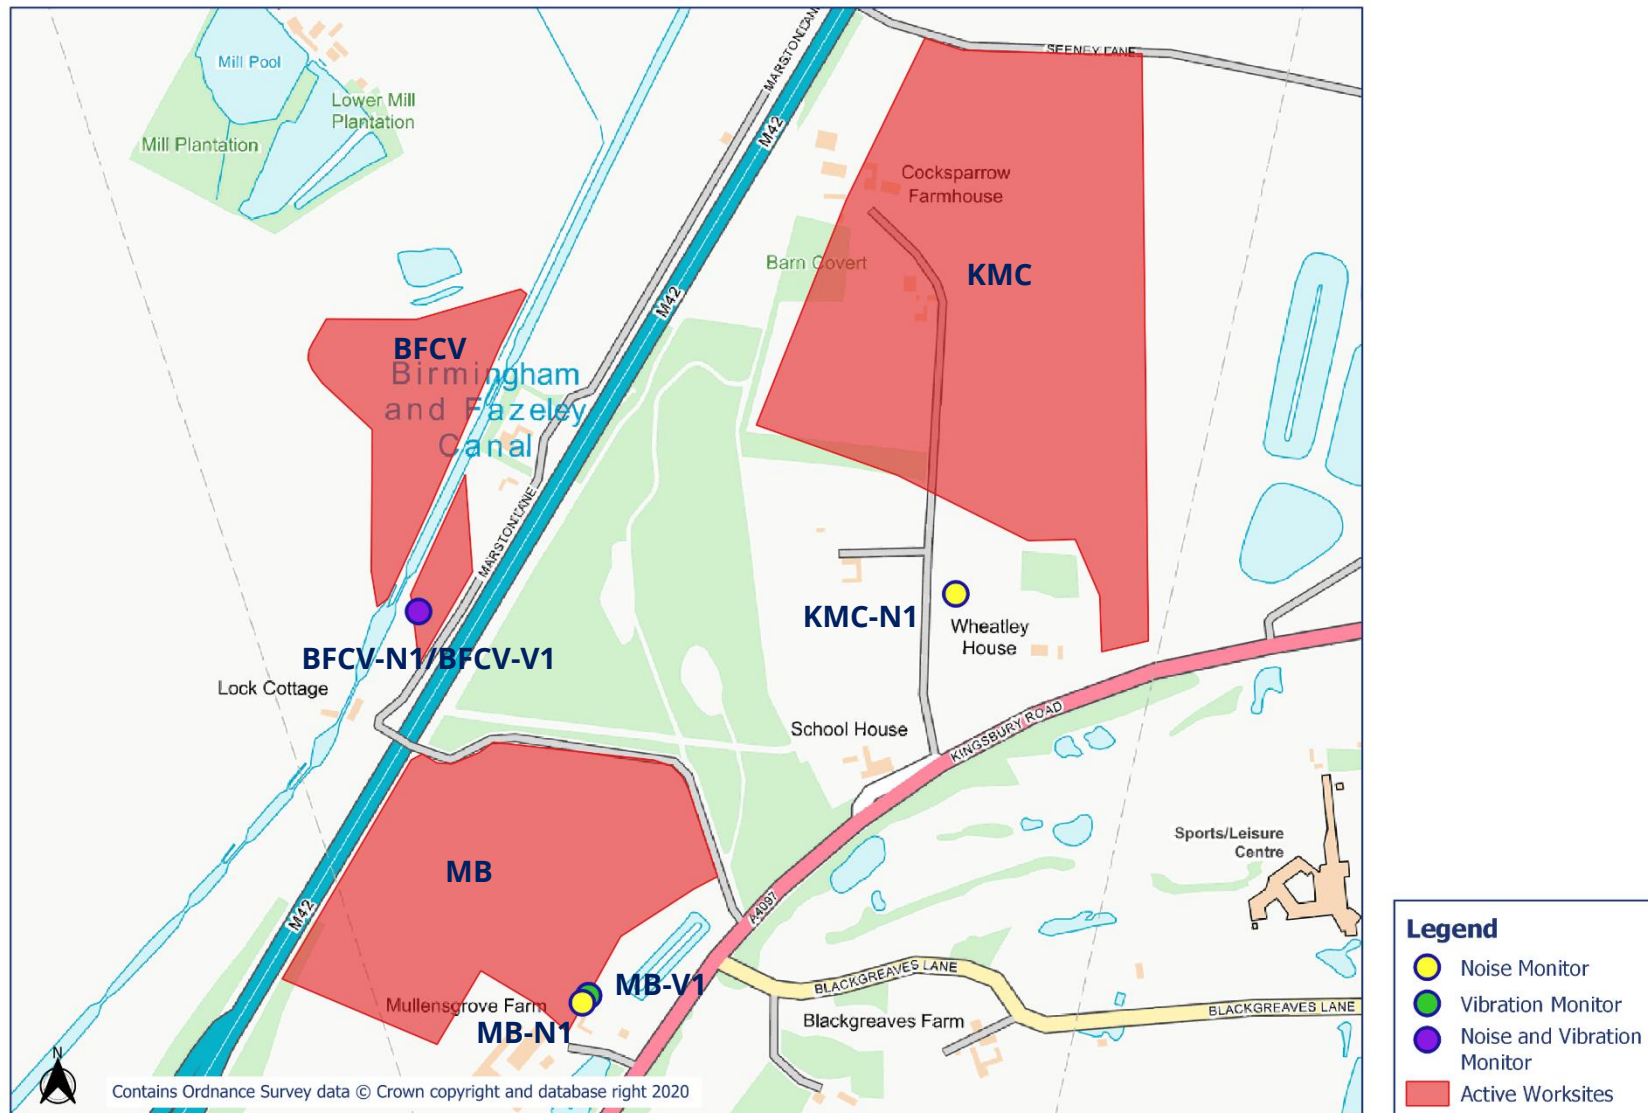 Mill Pool
Lower Mill
Plantation
Mill Plantation
MARSTON LANE
MARSTON LANE
M42
SEENEY LANE
Cocksparrow
Farmhouse
Barn Covert
KMC
M42
BFCV
Birmingham
and Fazeley
Canal
MARSTON LANE
KMC-N1
Wheatley
House
BFCV-N1/BFCV-V1
Lock Cottage
School House
KINGSBURY ROAD
Sports/Leisure
Centre
MB
M42
A4097
BLACKGREAVES LANE
MB-V1
Mullensgrove Farm
MB-N1
Blackgreaves Farm
BLACKGREAVES LANE
N
Contains Ordnance Survey data © Crown copyright and database right 2020
Legend
Noise Monitor
Vibration Monitor
Noise and Vibration
Monitor
Active Worksites